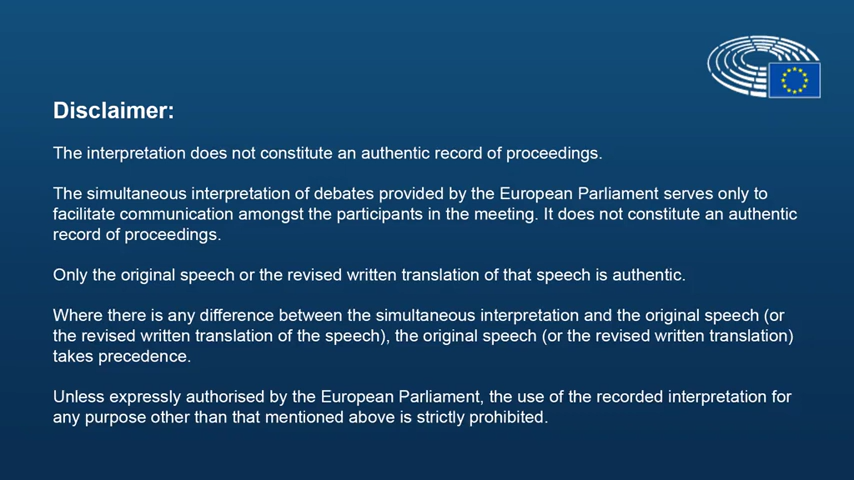 Disclaimer:
The interpretation does not constitute an authentic record of proceedings.
The simultaneous interpretation of debates provided by the European Parliament serves only to
facilitate communication amongst the participants in the meeting. It does not constitute an authentic
record of proceedings.
Only the original speech or the revised written translation of that speech is authentic.
Where there is any difference between the simultaneous interpretation and the original speech (or
the revised written translation of the speech), the original speech (or the revised written translation)
takes precedence.
Unless expressly authorised by the European Parliament, the use of the recorded interpretation for
any purpose other than that mentioned above is strictly prohibited.